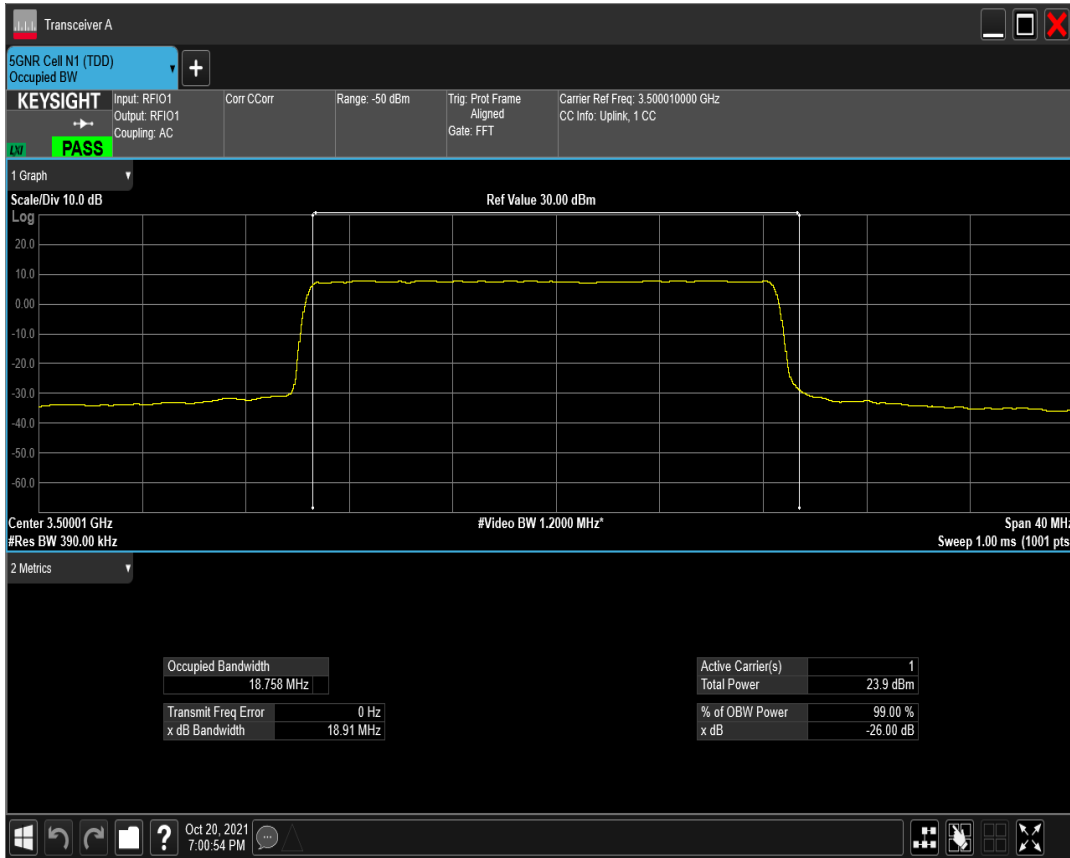 Transceiver A
5GNR Cell N1 (TDD)
Occupied BW
+
KEYSIGHT
LXI
PASS
Input: RFIO1
Output: RFIO1
Coupling: AC
Corr CCorr
Range: -50 dBm
Trig: Prot Frame
Aligned
Gate: FFT
Carrier Ref Freq: 3.500010000 GHz
CC Info: Uplink, 1 CC
1 Graph
Scale/Div 10.0 dB
Ref Value 30.00 dBm
Log
20.0
10.0
0.00
-10.0
-20.0
-30.0
-40.0
-50.0
-60.0
Center 3.50001 GHz
#Video BW 1.2000 MHz*
Span 40 MHz
#Res BW 390.00 kHz
Sweep 1.00 ms (1001 pts
2 Metrics
Occupied Bandwidth
18.758 MHz
Transmit Freq Error 0 Hz
x dB Bandwidth 18.91 MHz
Active Carrier(s) 1
Total Power 23.9 dBm
% of OBW Power 99.00 %
x dB -26.00 dB
?
Oct 20, 2021
7:00:54 PM